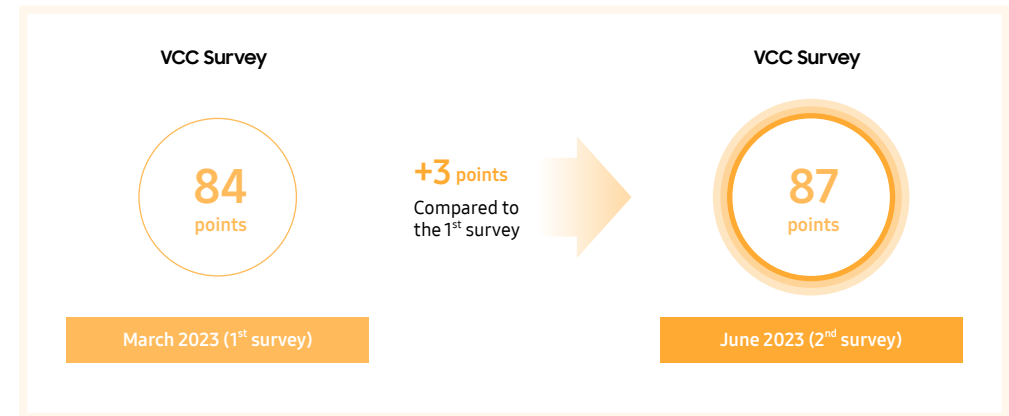 VCC Survey
84
points
March 2023 (1st survey)
+3 points
Compared to
the 1st survey
VCC Survey
87
points
June 2023 (2nd survey)